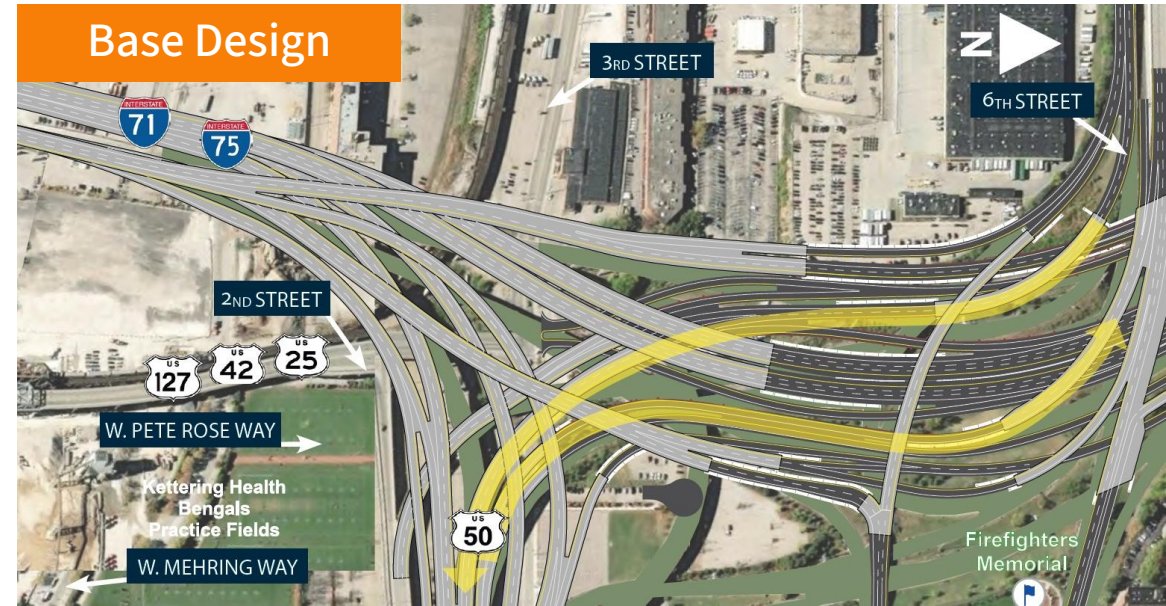 Base Design
3RD STREET
N
6TH STREET
INTERSTATE
71
INTERSTATE
75
2ND STREET
US
127
US
42
US
25
W. PETE ROSE WAY
Kettering Health
Bengals
Practice Fields
US
50
W. MEHRING WAY
Firefighters
Memorial